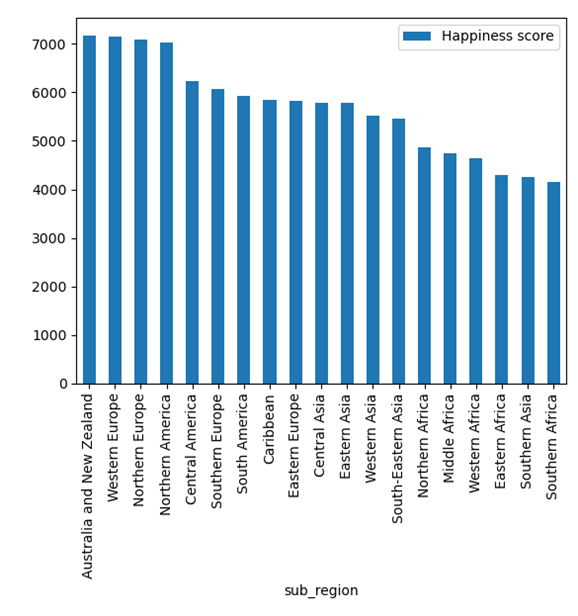 Happiness score
7000
6000
5000
4000
3000
2000
1000
0
Australia and New Zealand
Western Europe
Northern Europe
Northern America
Central America
Southern Europe
South America
Caribbean
Eastern Europe
Central Asia
Eastern Asia
Western Asia
South-Eastern Asia
Northern Africa
Middle Africa
Western Africa
Eastern Africa
Southern Asia
Southern Africa
sub_region